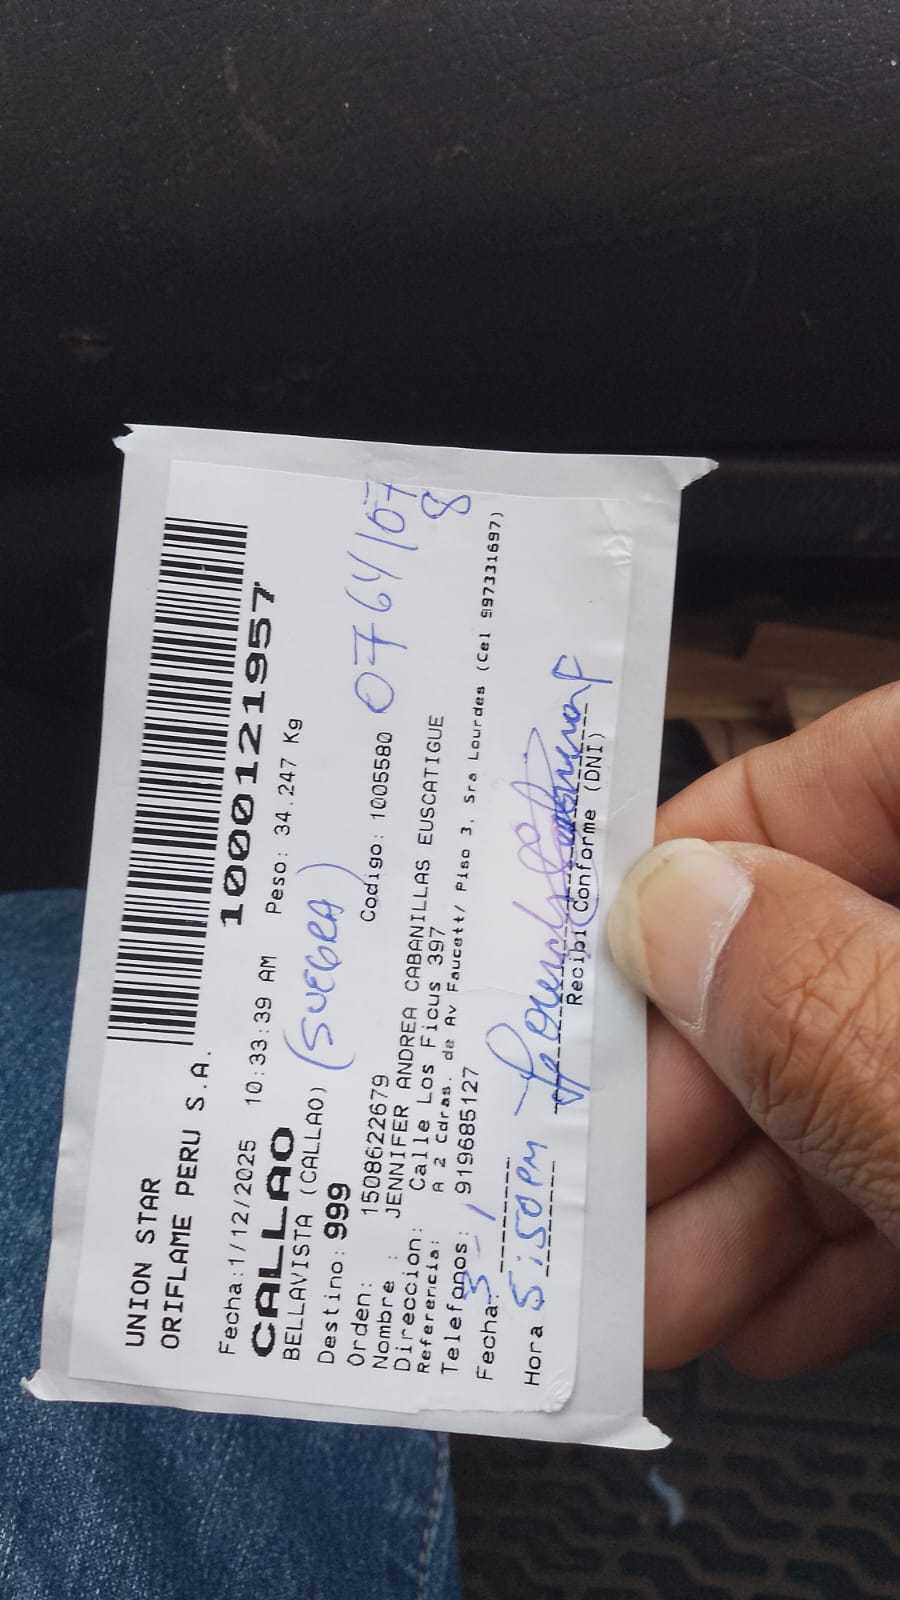 UNION STAR
ORIFLAME PERU S.A.
1000121957
Fecha:1/12/2025 10:33:39 AM Peso: 34.247 Kg
CALLAO
BELLAVISTA (CALLAO) (SUEGRA)
Destino: 999
Orden: 1508622679 Codigo: 1005580 0764107
8
Nombre : JENNIFER ANDREA CABANILLAS EUSCATIGUE
Direccion: Calle Los Ficus 397
Referencia: A 2 Cdras. de Av Faucett/ Piso 3. Sra Lourdes (Cel 997331697)
Telefonos: 919685127
Fecha: 3-1
Hora 5:50PM
Recibi Conforme (DNI)